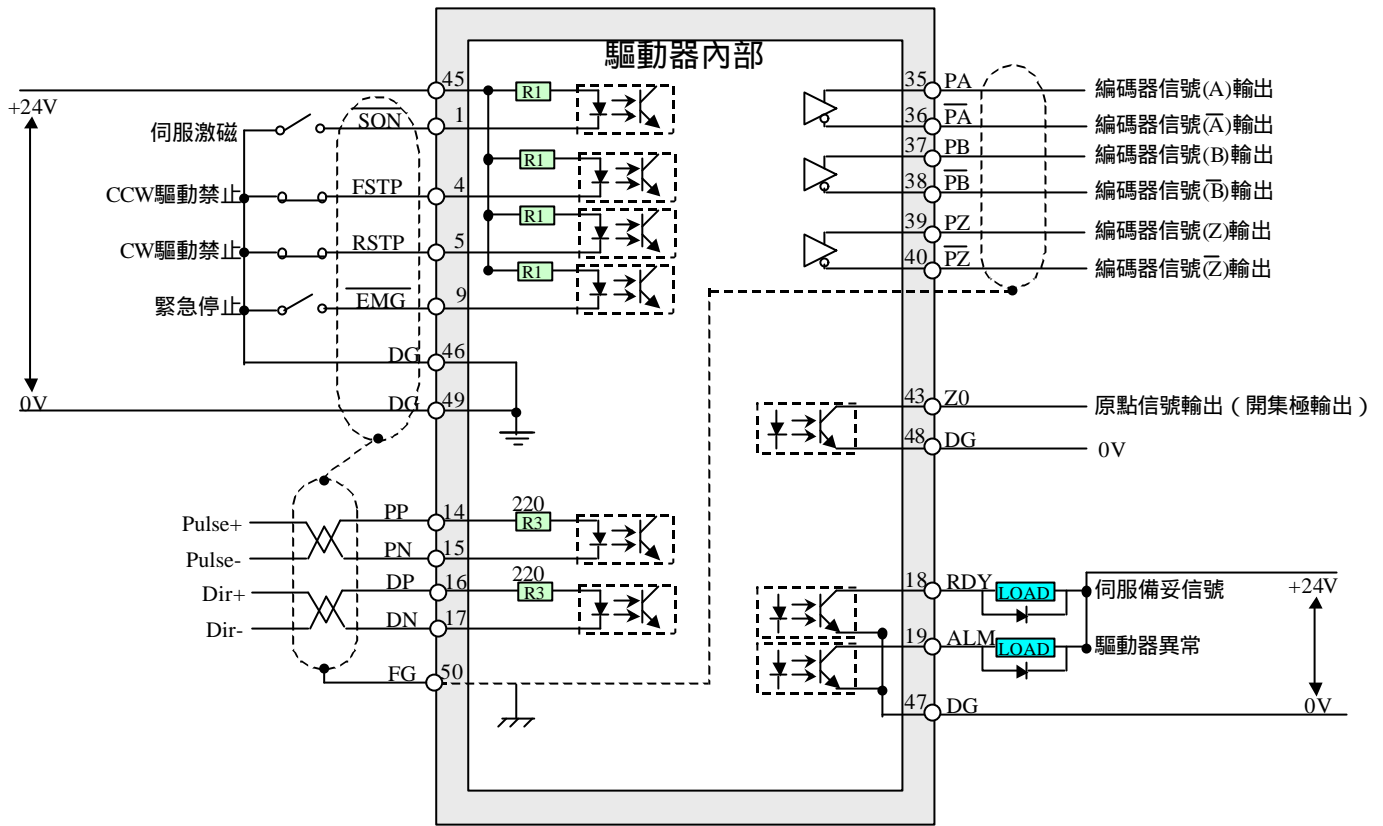 驅動器內部
+24V
45
R1
伺服激磁
S̅O̅N̅
1
R1
CCW驅動禁止
FSTP
4
R1
CW驅動禁止
RSTP
5
R1
緊急停止
E̅M̅G̅
9
DG
46
0V
DG
49
Pulse+
PP
14
220
R3
Pulse-
PN
15
Dir+
DP
16
220
R3
Dir-
DN
17
FG
50
35
PA
編碼器信號(A)輸出
36
P̅A̅
編碼器信號(A̅)輸出
37
PB
編碼器信號(B)輸出
38
P̅B̅
編碼器信號(B̅)輸出
39
PZ
編碼器信號(Z)輸出
40
P̅Z̅
編碼器信號(Z̅)輸出
43
Z0
原點信號輸出(開集極輸出)
48
DG
0V
18
RDY
LOAD
伺服備妥信號
+24V
19
ALM
LOAD
驅動器異常
47
DG
0V